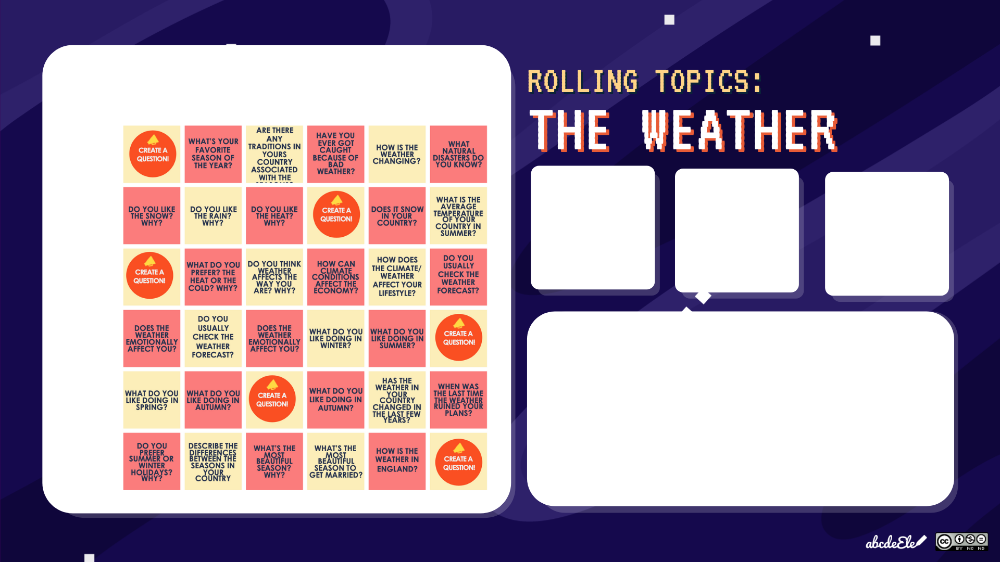 ROLLING TOPICS:
THE WEATHER
CREATE A
QUESTION!
WHAT'S YOUR
FAVORITE
SEASON OF
THE YEAR?
ARE THERE
ANY
TRADITIONS IN
YOURS
COUNTRY
ASSOCIATED
WITH THE
HAVE YOU
EVER GOT
CAUGHT
BECAUSE OF
BAD
WEATHER?
HOW IS THE
WEATHER
CHANGING?
WHAT
NATURAL
DISASTERS DO
YOU KNOW?
DO YOU LIKE
THE SNOW?
WHY?
DO YOU LIKE
THE RAIN?
WHY?
DO YOU LIKE
THE HEAT?
WHY?
CREATE A
QUESTION!
DOES IT SNOW
IN YOUR
COUNTRY?
WHAT IS THE
AVERAGE
TEMPERATURE
OF YOUR
COUNTRY IN
SUMMER?
CREATE A
QUESTION!
WHAT DO YOU
PREFER? THE
HEAT OR THE
COLD? WHY?
DO YOU THINK
WEATHER
AFFECTS THE
WAY YOU
ARE? WHY?
HOW CAN
CLIMATE
CONDITIONS
AFFECT THE
ECONOMY?
HOW DOES
THE CLIMATE/
WEATHER
AFFECT YOUR
LIFESTYLE?
DO YOU
USUALLY
CHECK THE
WEATHER
FORECAST?
DOES THE
WEATHER
EMOTIONALLY
AFFECT YOU?
DO YOU
USUALLY
CHECK THE
WEATHER
FORECAST?
DOES THE
WEATHER
EMOTIONALLY
AFFECT YOU?
WHAT DO YOU
LIKE DOING IN
WINTER?
WHAT DO YOU
LIKE DOING IN
SUMMER?
CREATE A
QUESTION!
WHAT DO YOU
LIKE DOING IN
SPRING?
WHAT DO YOU
LIKE DOING IN
AUTUMN?
CREATE A
QUESTION!
WHAT DO YOU
LIKE DOING IN
AUTUMN?
HAS THE
WEATHER IN
YOUR
COUNTRY
CHANGED IN
THE LAST FEW
YEARS?
WHEN WAS
THE LAST TIME
THE WEATHER
RUINED YOUR
PLANS?
DO YOU
PREFER
SUMMER OR
WINTER
HOLIDAYS?
WHY?
DESCRIBE THE
DIFFERENCES
BETWEEN THE
SEASONS IN
YOUR
COUNTRY
WHAT'S THE
MOST
BEAUTIFUL
SEASON?
WHY?
WHAT'S THE
MOST
BEAUTIFUL
SEASON TO
GET MARRIED?
HOW IS THE
WEATHER IN
ENGLAND?
CREATE A
QUESTION!
abcdeEle
cc
BY NC ND